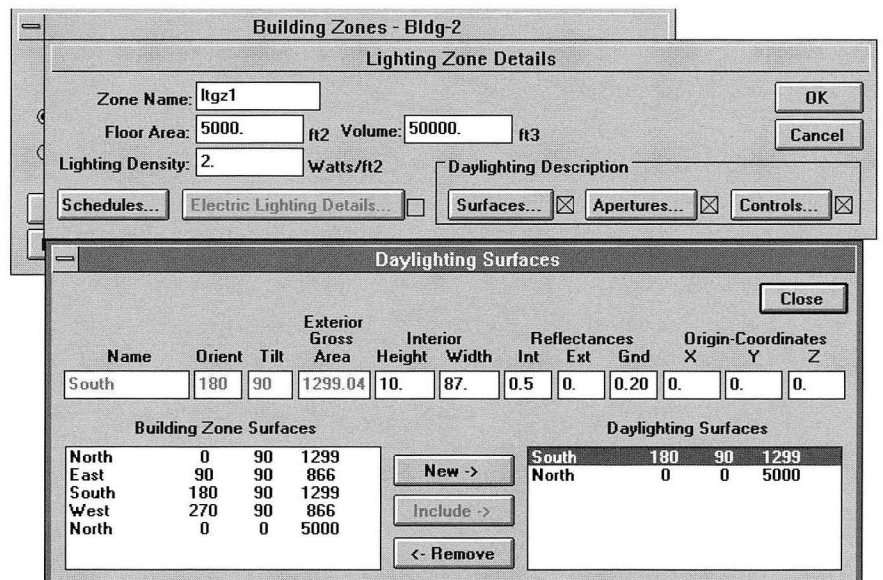 Building Zones - Bldg-2
Lighting Zone Details
Zone Name: ltgz1
OK
Floor Area: 5000. ft2 Volume: 50000. ft3
Cancel
Lighting Density: 2. Watts/ft2
Daylighting Description
Schedules... Electric Lighting Details... Surfaces... Apertures... Controls...
Daylighting Surfaces
Close
Exterior
Gross Interior Reflectances Origin-Coordinates
Name Orient Tilt Area Height Width Int Ext Gnd X Y Z
South 180 90 1299.04 10. 87. 0.5 0. 0.20 0. 0. 0.
Building Zone Surfaces Daylighting Surfaces
North 0 90 1299
East 90 90 866
South 180 90 1299
West 270 90 866
North 0 0 5000
New ->
Include ->
<- Remove
South 180 90 1299
North 0 0 5000